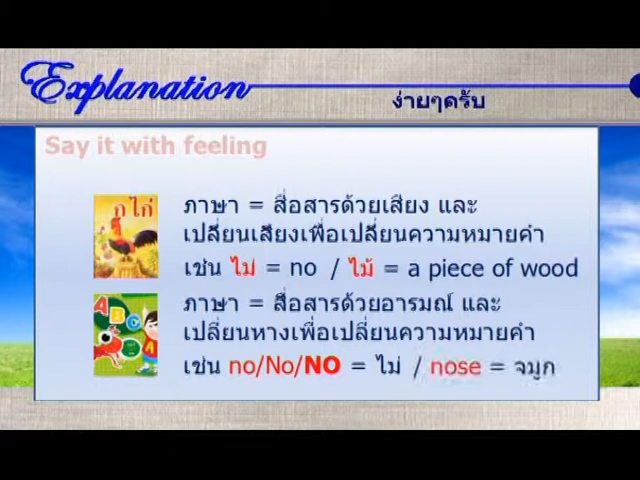 Explanation
ง่ายๆครับ
Say it with feeling
ก ไก่
ภาษา = สื่อสารด้วยเสียง และ
เปลี่ยนเสียงเพื่อเปลี่ยนความหมายคำ
เช่น ไม่ = no / ไม้ = a piece of wood
A B C
ภาษา = สื่อสารด้วยอารมณ์ และ
เปลี่ยนหางเพื่อเปลี่ยนความหมายคำ
เช่น no/No/NO = ไม่ / nose = จมูก